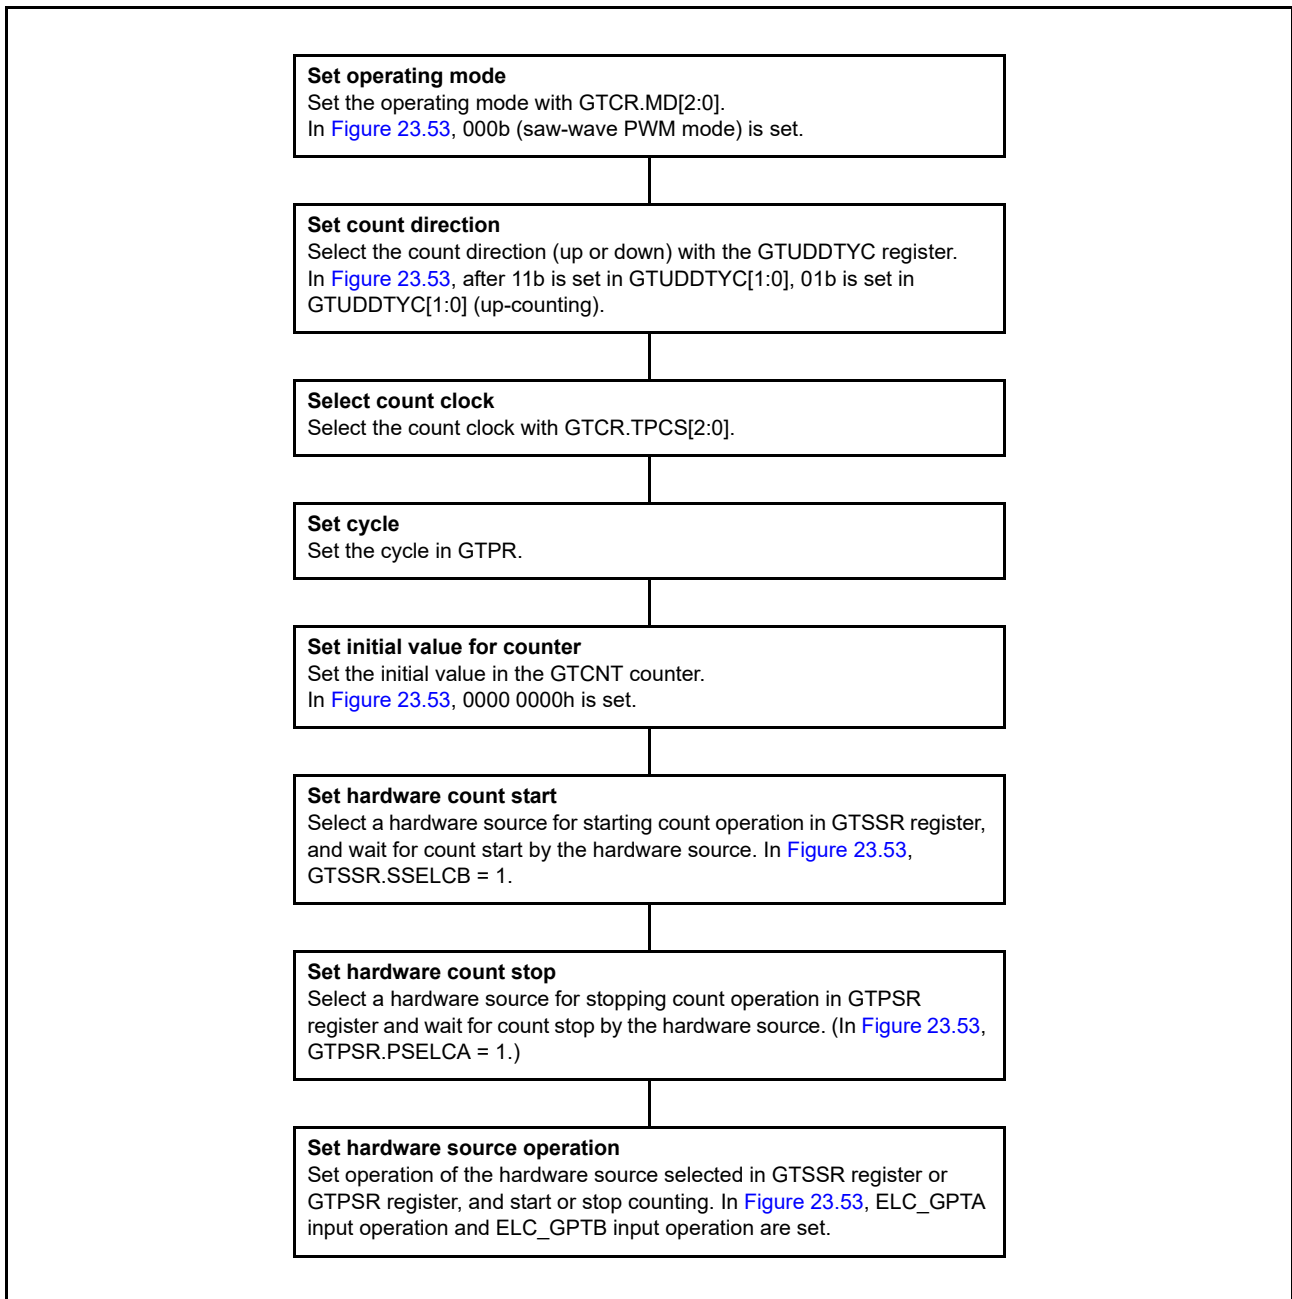 Set operating mode
Set the operating mode with GTCR.MD[2:0].
In Figure 23.53, 000b (saw-wave PWM mode) is set.
Set count direction
Select the count direction (up or down) with the GTUDDTYC register.
In Figure 23.53, after 11b is set in GTUDDTYC[1:0], 01b is set in
GTUDDTYC[1:0] (up-counting).
Select count clock
Select the count clock with GTCR.TPCS[2:0].
Set cycle
Set the cycle in GTPR.
Set initial value for counter
Set the initial value in the GTCNT counter.
In Figure 23.53, 0000 0000h is set.
Set hardware count start
Select a hardware source for starting count operation in GTSSR register,
and wait for count start by the hardware source. In Figure 23.53,
GTSSR.SSELCB = 1.
Set hardware count stop
Select a hardware source for stopping count operation in GTPSR
register and wait for count stop by the hardware source. (In Figure 23.53,
GTPSR.PSELCA = 1.)
Set hardware source operation
Set operation of the hardware source selected in GTSSR register or
GTPSR register, and start or stop counting. In Figure 23.53, ELC_GPTA
input operation and ELC_GPTB input operation are set.